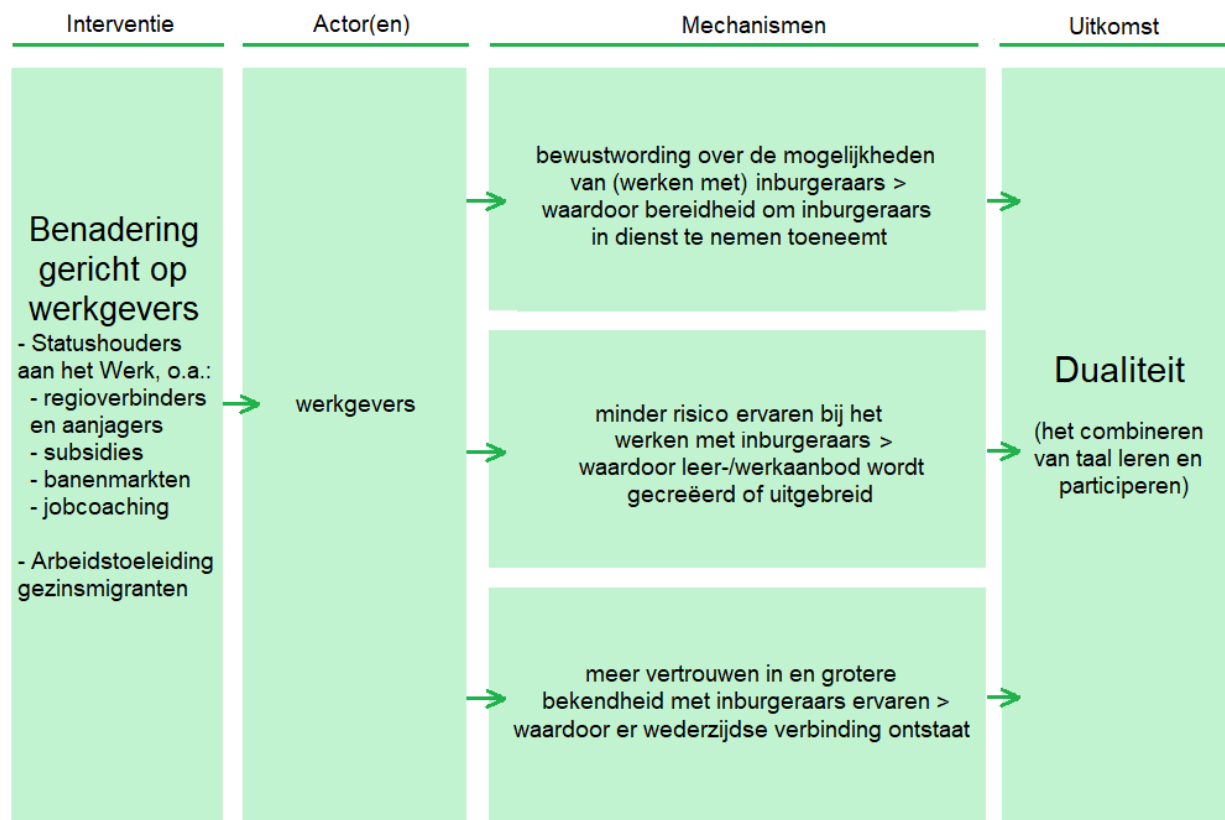 Interventie
Actor(en)
Mechanismen
Uitkomst
Benadering
gericht op
werkgevers
- Statushouders
aan het Werk, o.a.:
- regioverbinders
en aanjagers
- subsidies
- banenmarkten
- jobcoaching
- Arbeidstoeleiding
gezinsmigranten
werkgevers
bewustwording over de mogelijkheden
van (werken met) inburgeraars >
waardoor bereidheid om inburgeraars
in dienst te nemen toeneemt
minder risico ervaren bij het
werken met inburgeraars >
waardoor leer-/werkaanbod wordt
gecreëerd of uitgebreid
meer vertrouwen in en grotere
bekendheid met inburgeraars ervaren >
waardoor er wederzijdse verbinding ontstaat
Dualiteit
(het combineren
van taal leren en
participeren)